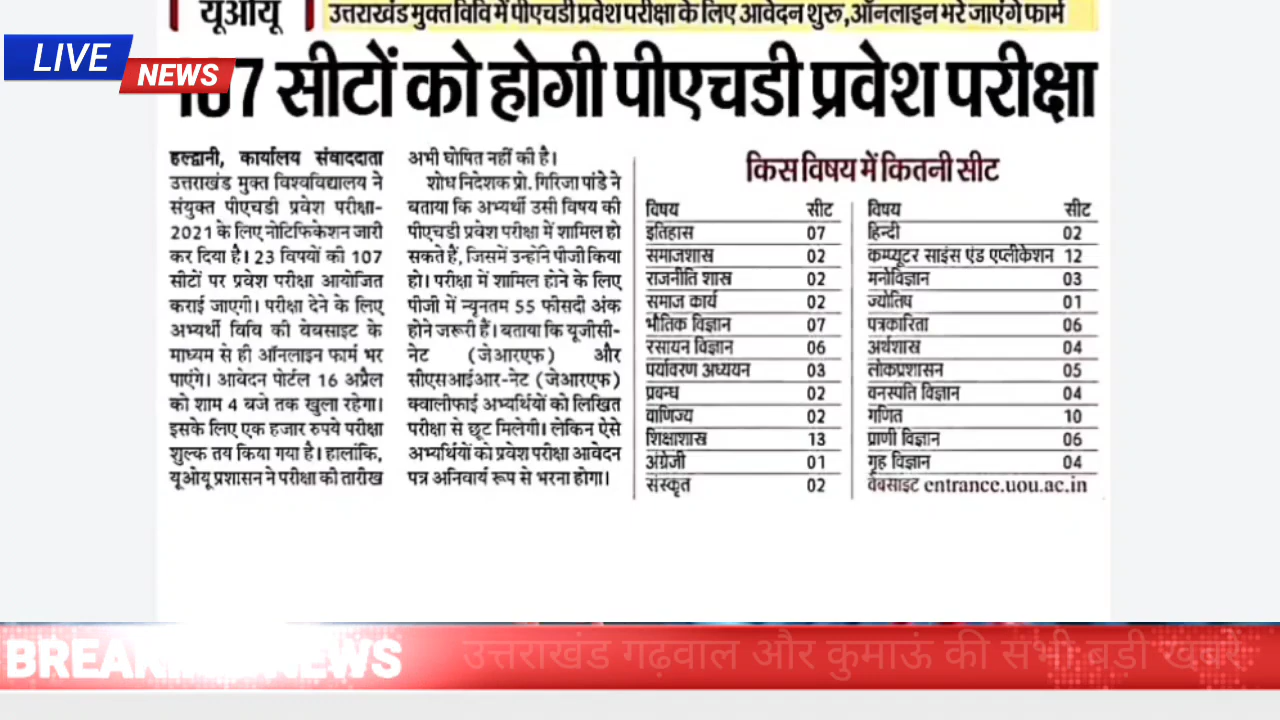 यूओयू
उत्तराखंड मुक्त विवि में पीएचडी प्रवेश परीक्षा के लिए आवेदन शुरू, ऑनलाइन भरे जाएंगे फार्म
LIVE
NEWS
107 सीटों को होगी पीएचडी प्रवेश परीक्षा
हल्द्वानी, कार्यालय संवाददाता
उत्तराखंड मुक्त विश्वविद्यालय ने
संयुक्त पीएचडी प्रवेश परीक्षा-
2021 के लिए नोटिफिकेशन जारी
कर दिया है। 23 विषयों की 107
सीटों पर प्रवेश परीक्षा आयोजित
कराई जाएगी। परीक्षा देने के लिए
अभ्यर्थी विवि की वेबसाइट के
माध्यम से ही ऑनलाइन फार्म भर
पाएंगे। आवेदन पोर्टल 16 अप्रैल
को शाम 4 बजे तक खुला रहेगा।
इसके लिए एक हजार रुपये परीक्षा
शुल्क तय किया गया है। हालांकि,
यूओयू प्रशासन ने परीक्षा की तारीख
अभी घोषित नहीं की है।
शोध निदेशक प्रो. गिरिजा पांडे ने
बताया कि अभ्यर्थी उसी विषय की
पीएचडी प्रवेश परीक्षा में शामिल हो
सकते हैं, जिसमें उन्होंने पीजी किया
हो। परीक्षा में शामिल होने के लिए
पीजी में न्यूनतम 55 फीसदी अंक
होने जरूरी हैं। बताया कि यूजीसी-
नेट (जेआरएफ) और
सीएसआईआर-नेट (जेआरएफ)
क्वालीफाई अभ्यर्थियों को लिखित
परीक्षा से छूट मिलेगी। लेकिन ऐसे
अभ्यर्थियों को प्रवेश परीक्षा आवेदन
पत्र अनिवार्य रूप से भरना होगा।
किस विषय में कितनी सीट
विषय सीट
इतिहास 07
समाजशास्त्र 02
राजनीति शास्त्र 02
समाज कार्य 02
भौतिक विज्ञान 07
रसायन विज्ञान 06
पर्यावरण अध्ययन 03
प्रबन्ध 02
वाणिज्य 02
शिक्षाशास्त्र 13
अंग्रेजी 01
संस्कृत 02
विषय सीट
हिन्दी 02
कम्प्यूटर साइंस एंड एप्लीकेशन 12
मनोविज्ञान 03
ज्योतिष 01
पत्रकारिता 06
अर्थशास्त्र 04
लोकप्रशासन 05
वनस्पति विज्ञान 04
गणित 10
प्राणी विज्ञान 06
गृह विज्ञान 04
वेबसाइट entrance.uou.ac.in
BREAKING NEWS
उत्तराखंड गढ़वाल और कुमाऊं की सभी बड़ी खबरें